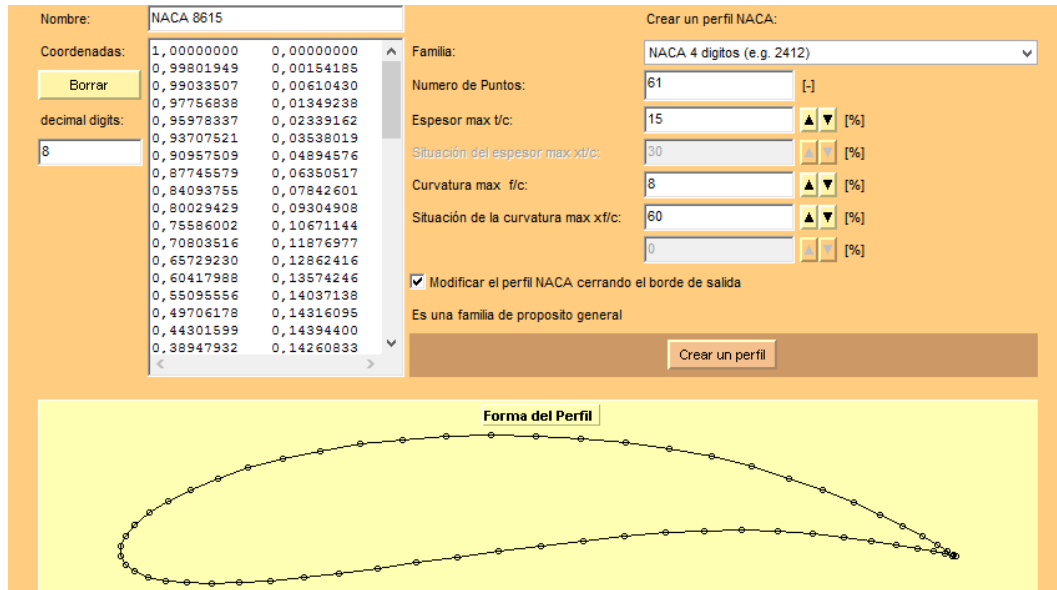 Nombre: NACA 8615 Crear un perfil NACA:
Coordenadas: Familia: NACA 4 digitos (e.g. 2412)
Borrar Numero de Puntos: 61 [-]
decimal digits: Espesor max t/c: 15 [%]
8 Situación del espesor max xt/c: 30 [%]
Curvatura max f/c: 8 [%]
Situación de la curvatura max xf/c: 60 [%]
0 [%]
1,00000000 0,00000000
0,99801949 0,00154185
0,99033507 0,00610430
0,97756838 0,01349238
0,95978337 0,02339162
0,93707521 0,03538019
0,90957509 0,04894576
0,87745579 0,06350517
0,84093755 0,07842601
0,80029429 0,09304908
0,75586002 0,10671144
0,70803516 0,11876977
0,65729230 0,12862416
0,60417988 0,13574246
0,55095556 0,14037138
0,49706178 0,14316095
0,44301599 0,14394400
0,38947932 0,14260833
Modificar el perfil NACA cerrando el borde de salida
Es una familia de proposito general
Crear un perfil
Forma del Perfil